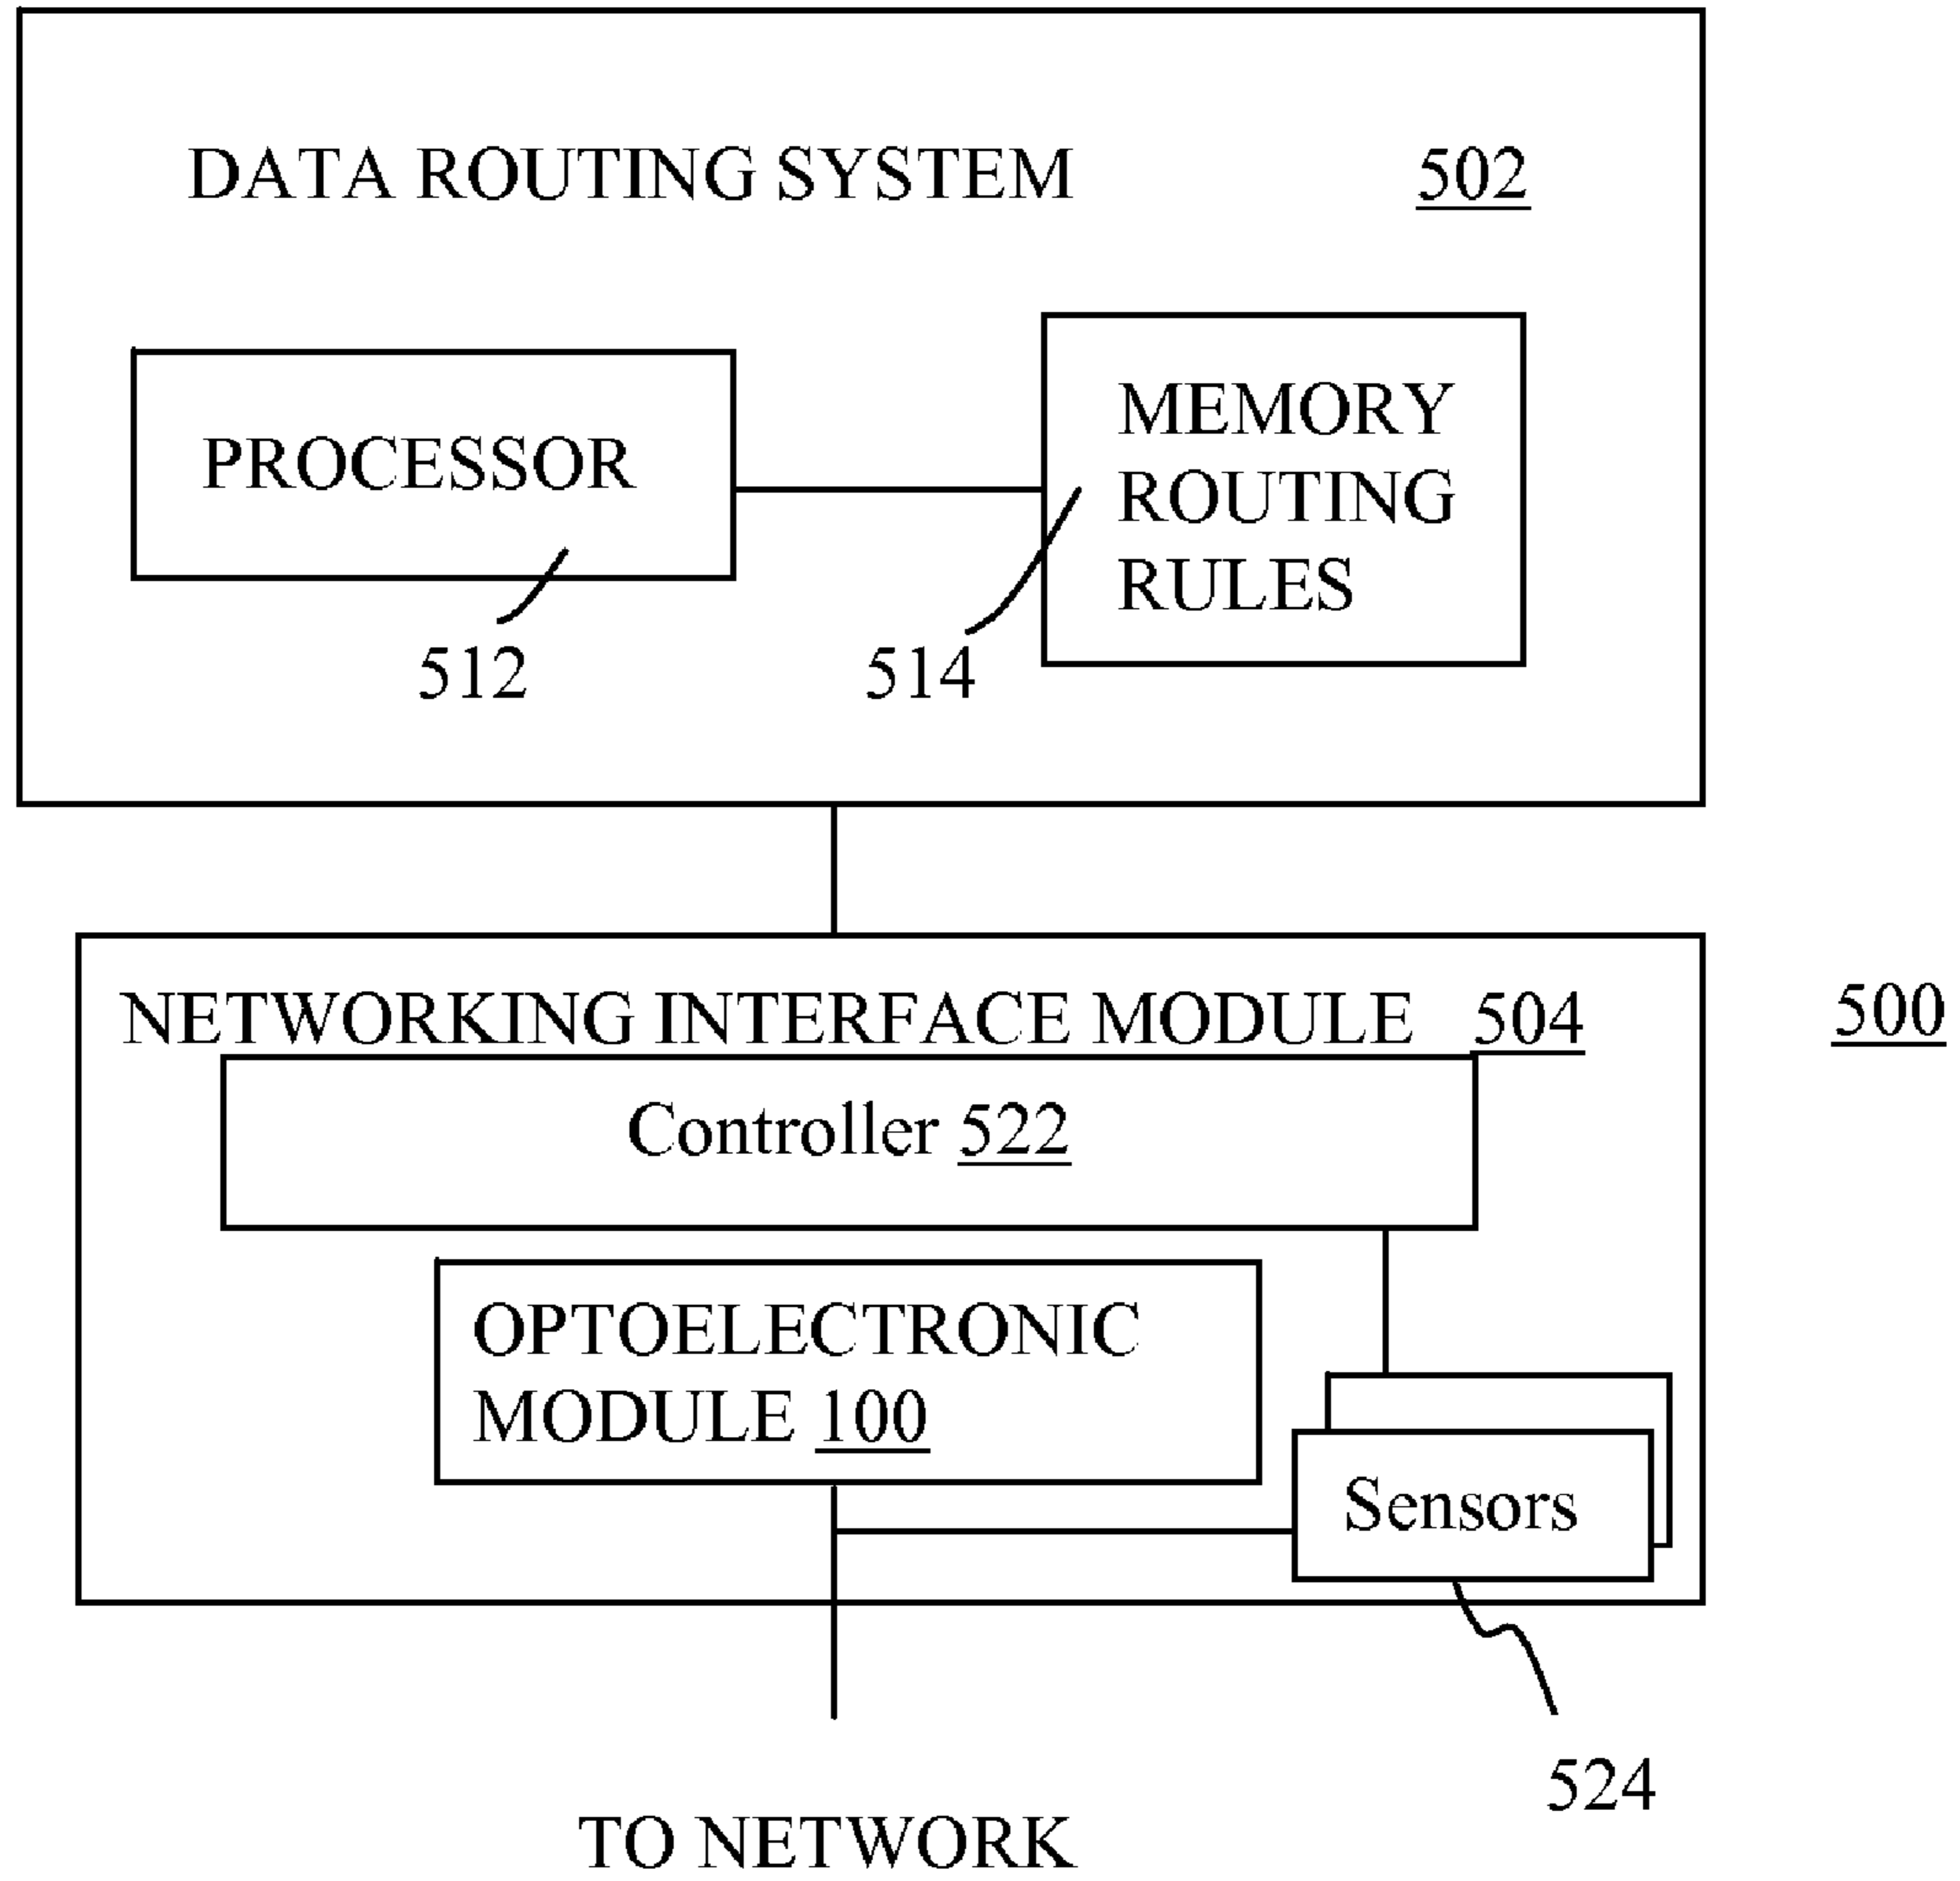 DATA ROUTING SYSTEM 502
PROCESSOR
MEMORY
ROUTING
RULES
512
514
NETWORKING INTERFACE MODULE 504
500
Controller 522
OPTOELECTRONIC
MODULE 100
Sensors
524
TO NETWORK